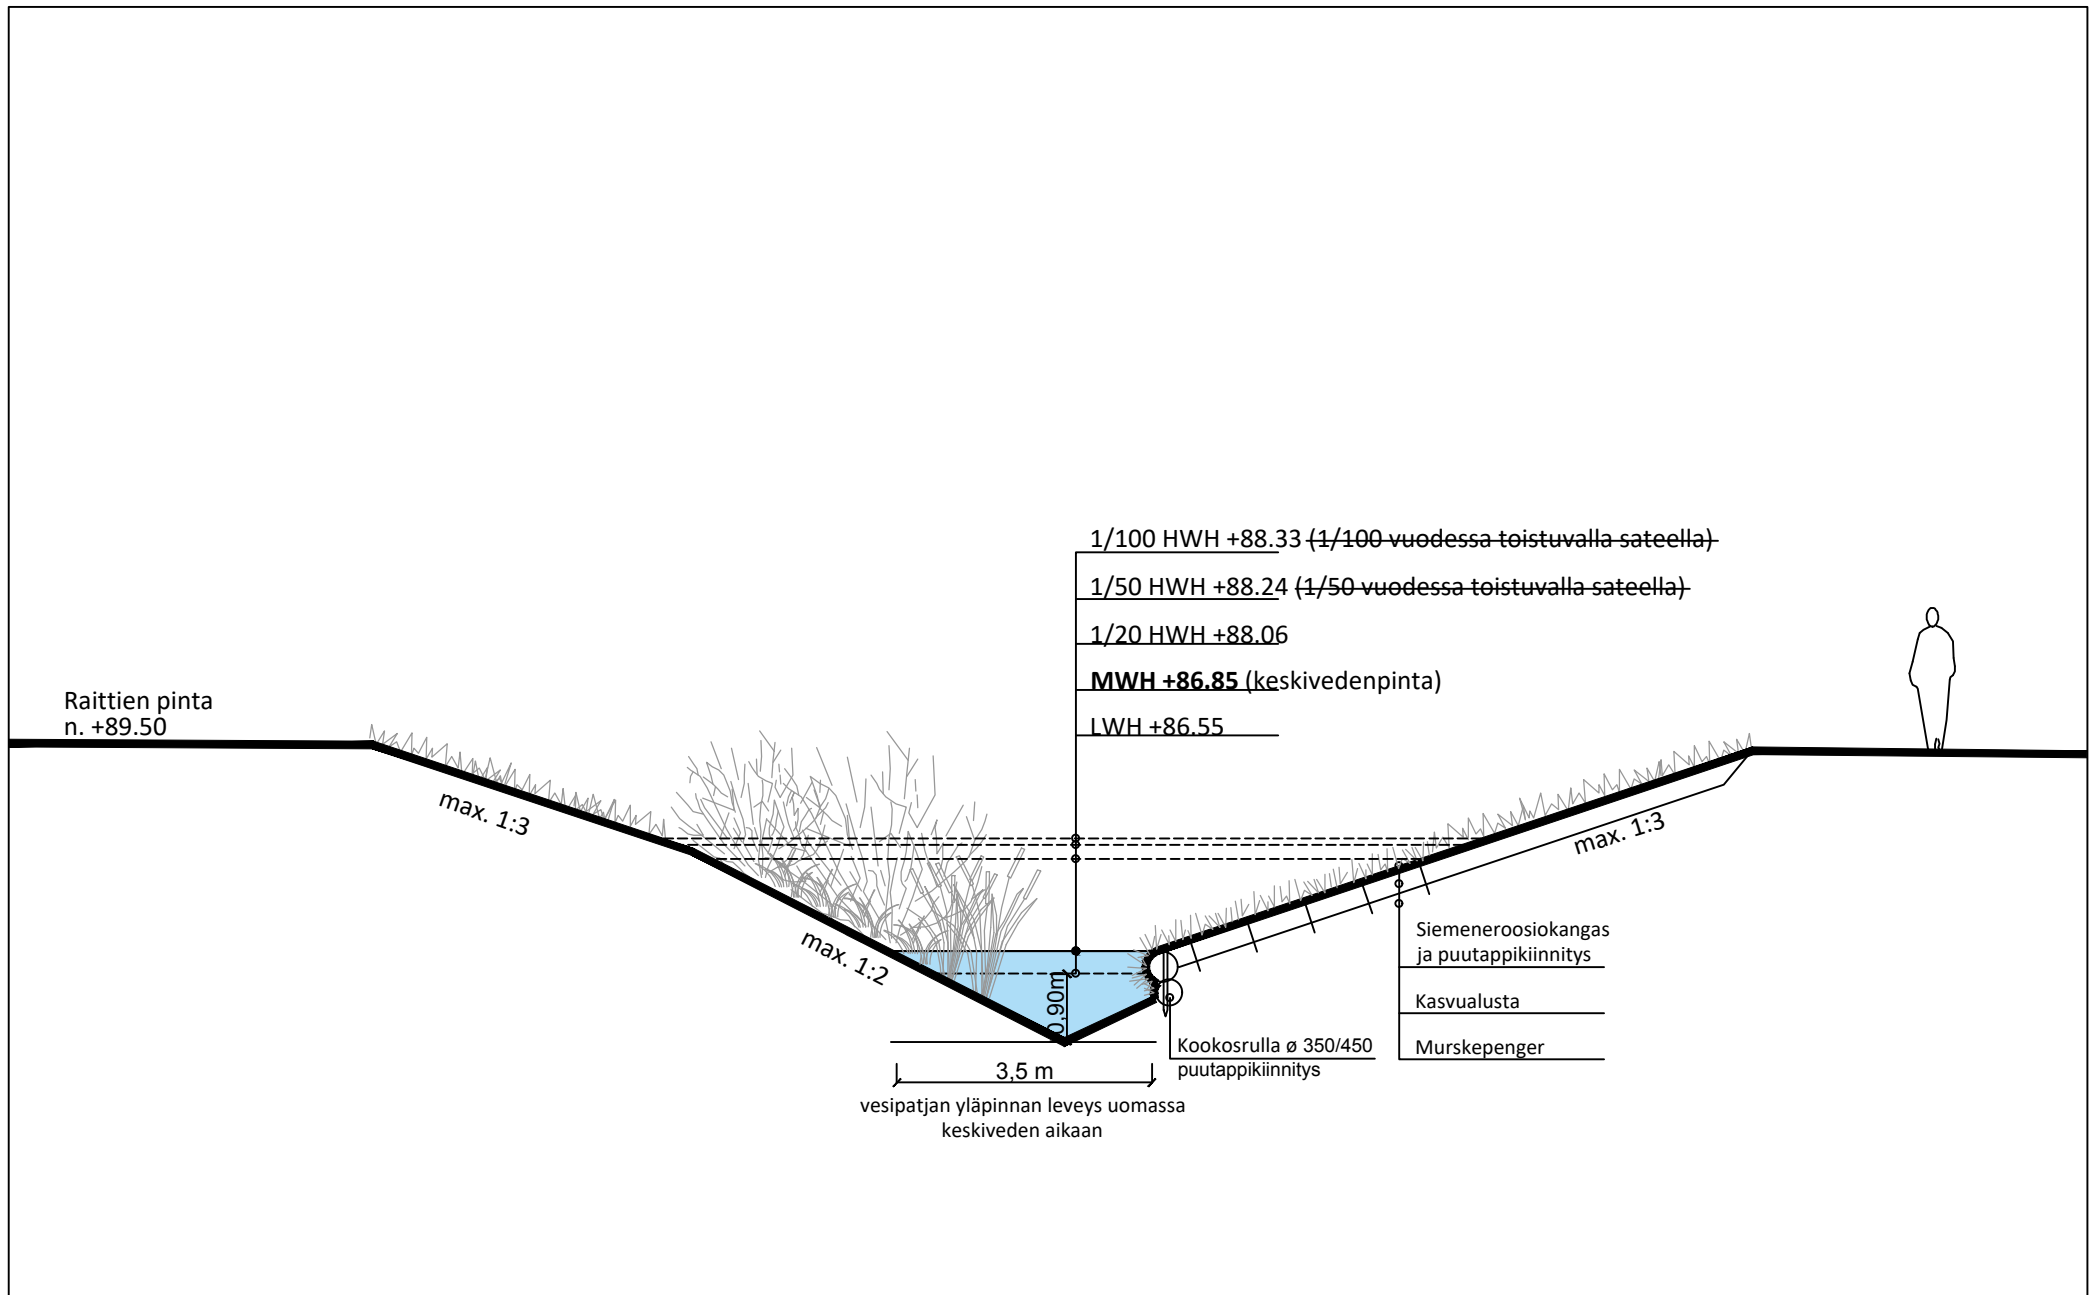 1/100 HWH +88.33 (1/100 vuodessa toistuvalla sateella)
1/50 HWH +88.24 (1/50 vuodessa toistuvalla sateella)
1/20 HWH +88.06
MWH +86.85 (keskivedenpinta)
LWH +86.55
Raittien pinta
n. +89.50
max. 1:3
max. 1:2
max. 1:3
0,90m
Siemeneroosiokangas
ja puutappikiinnitys
Kasvualusta
Murskepenger
Kookosrulla ø 350/450
puutappikiinnitys
3,5 m
vesipatjan yläpinnan leveys uomassa
keskiveden aikaan